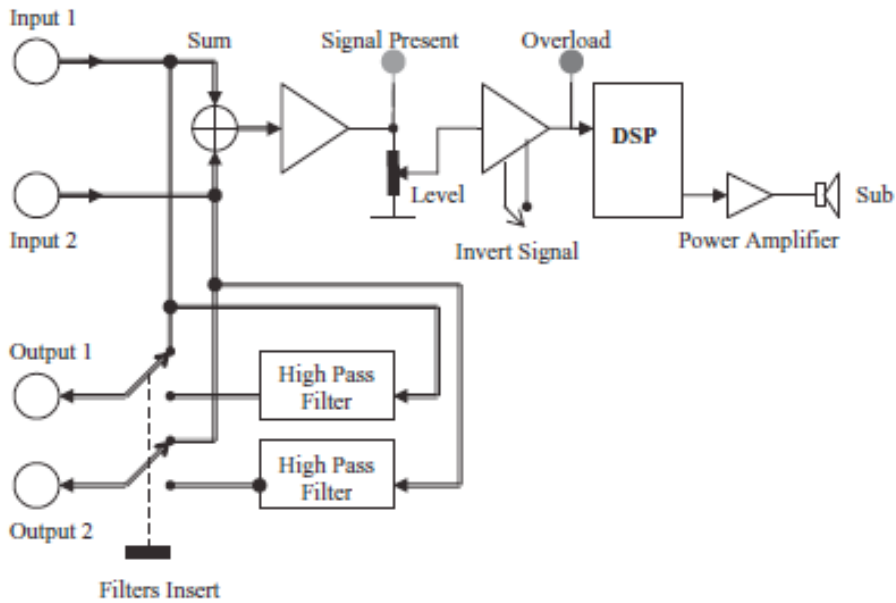 Input 1
Sum
Signal Present
Overload
DSP
Level
Sub
Input 2
Invert Signal
Power Amplifier
Output 1
High Pass
Filter
High Pass
Filter
Output 2
Filters Insert